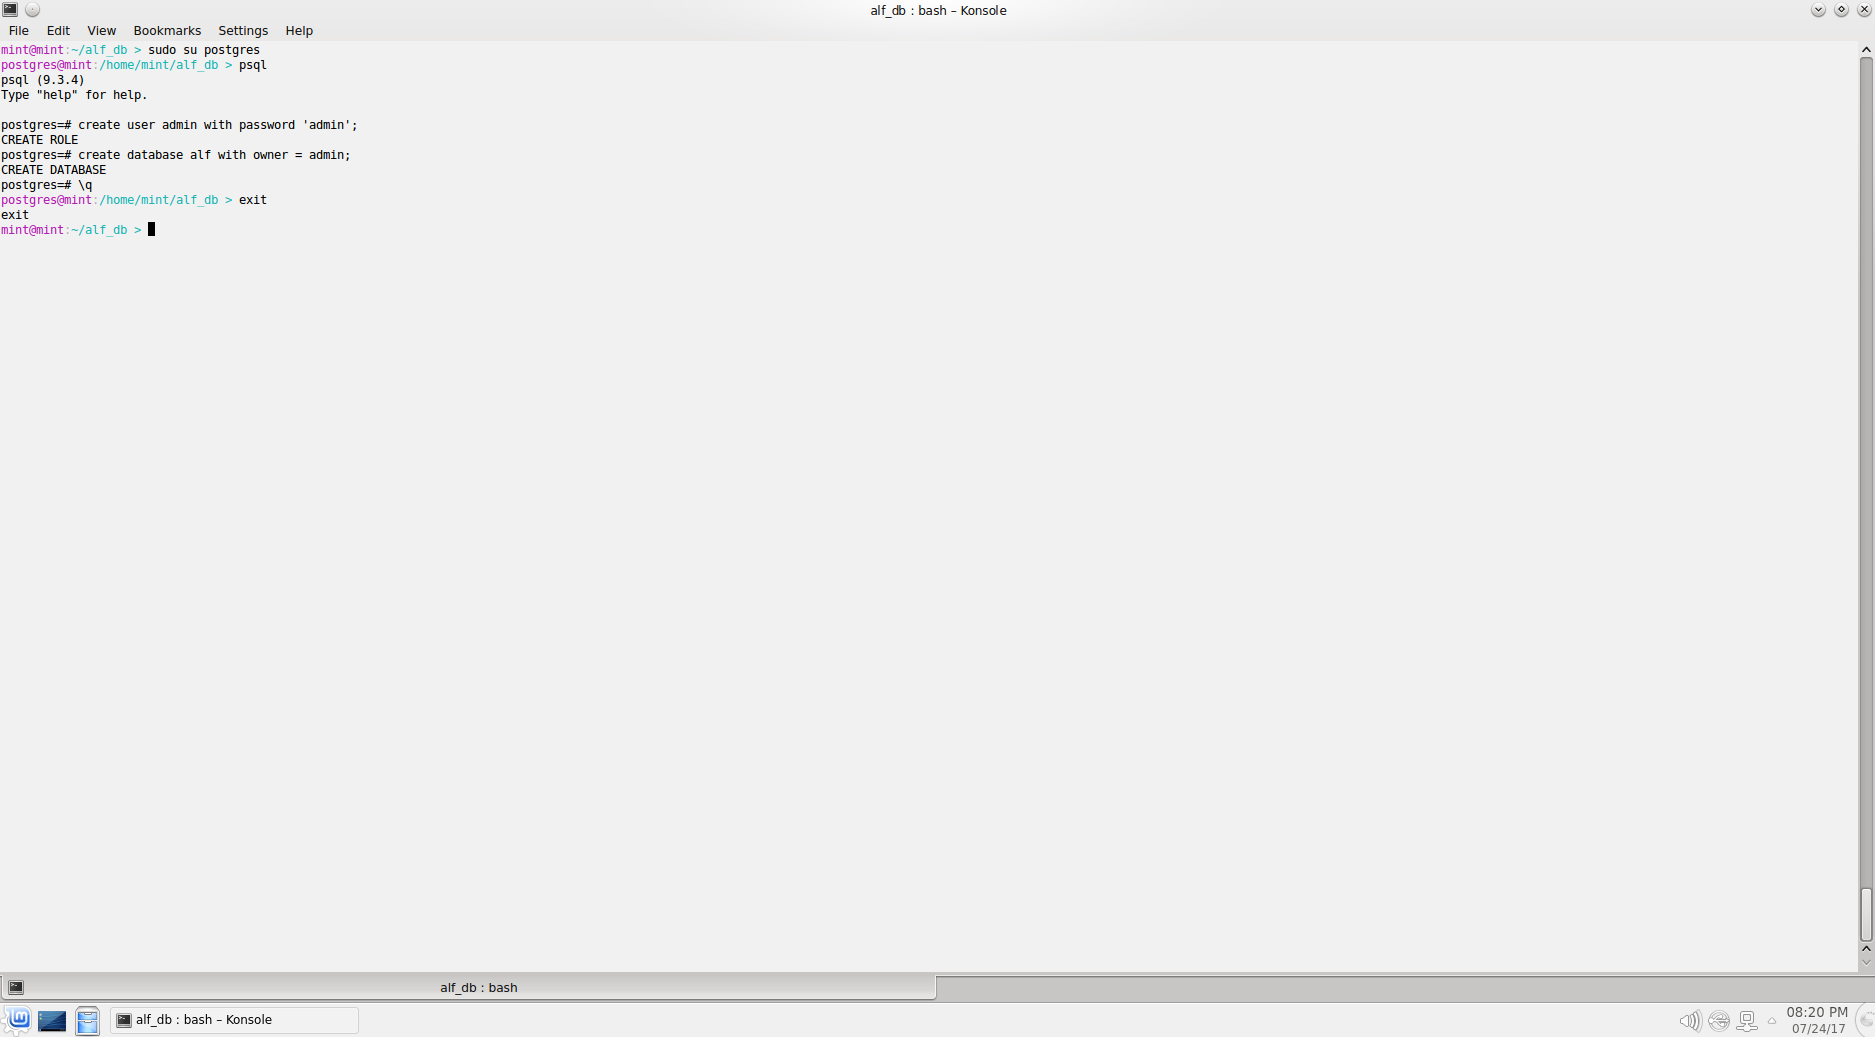 alf_db : bash – Konsole
File Edit View Bookmarks Settings Help
mint@mint:~/alf_db > sudo su postgres
postgres@mint:/home/mint/alf_db > psql
psql (9.3.4)
Type "help" for help.
postgres=# create user admin with password 'admin';
CREATE ROLE
postgres=# create database alf with owner = admin;
CREATE DATABASE
postgres=# \q
postgres@mint:/home/mint/alf_db > exit
exit
mint@mint:~/alf_db >
alf_db : bash
alf_db : bash – Konsole
08:20 PM
07/24/17